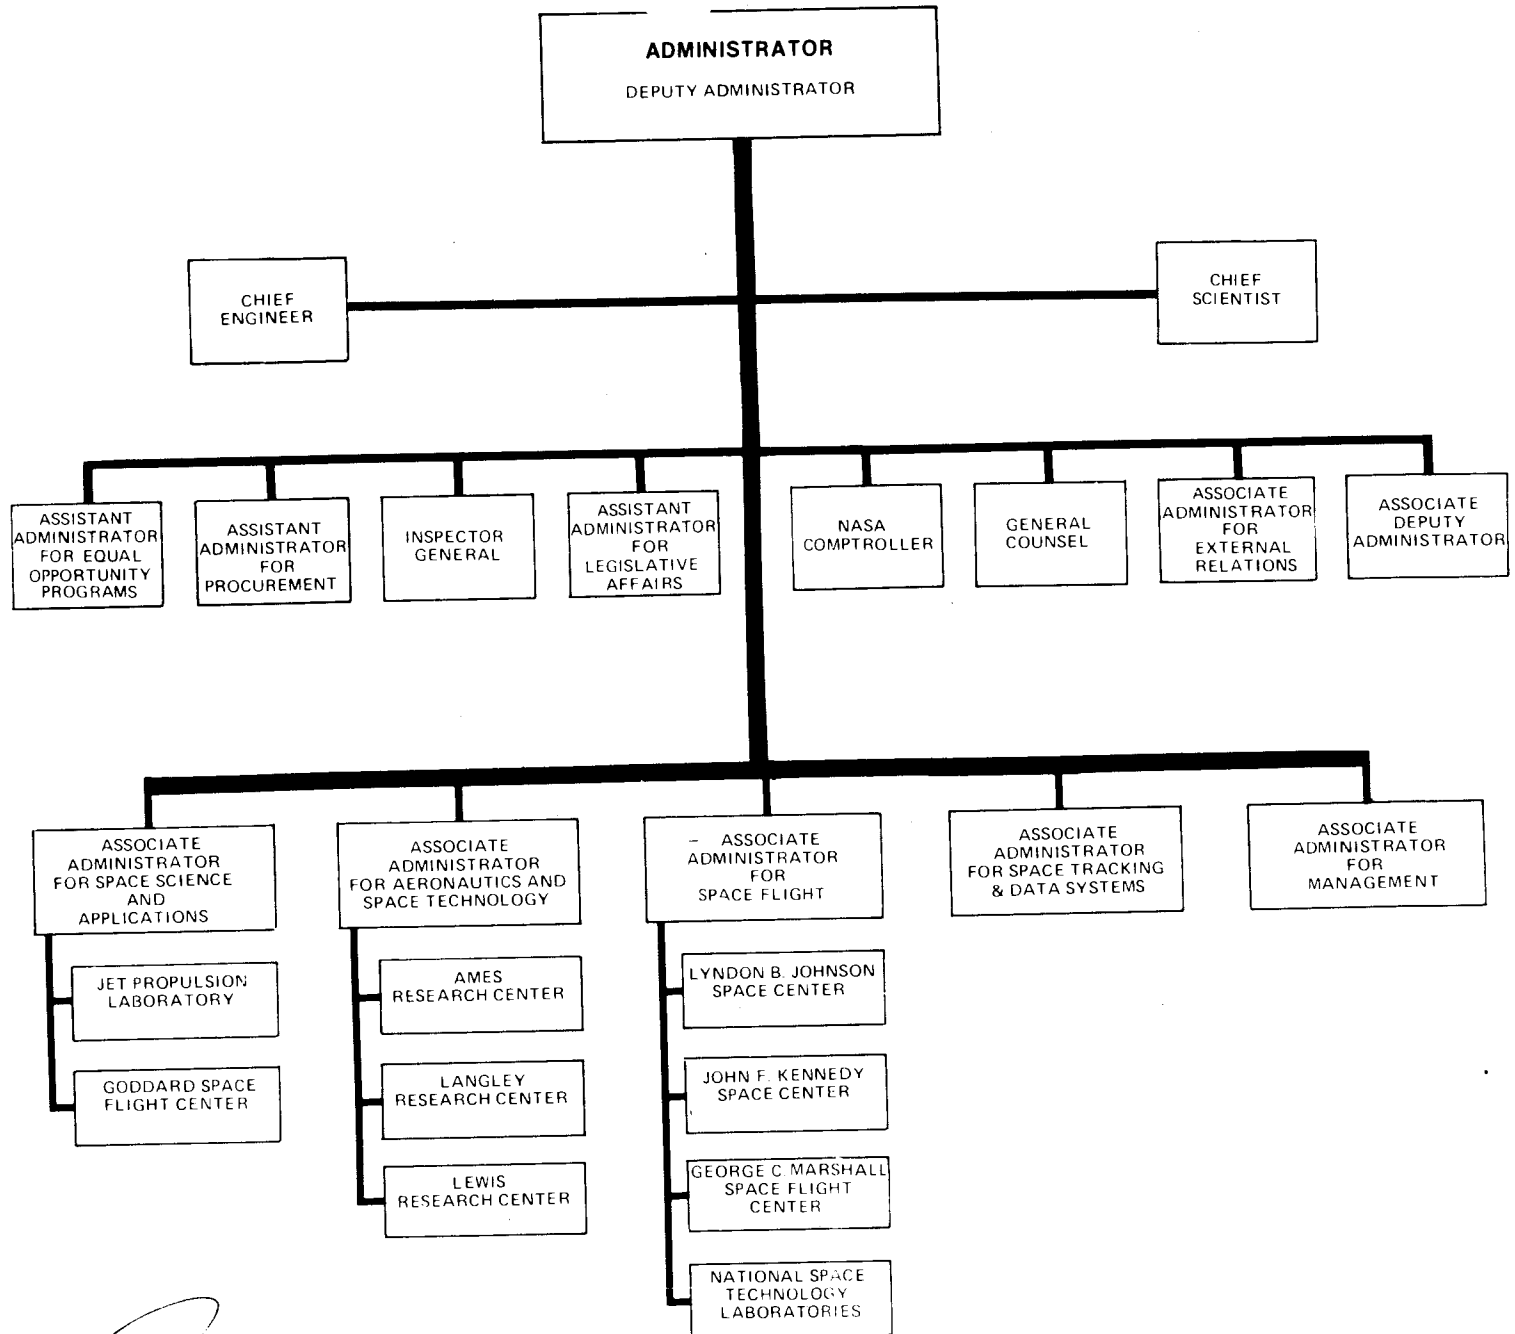 ADMINISTRATOR
DEPUTY ADMINISTRATOR
CHIEF
ENGINEER
CHIEF
SCIENTIST
ASSISTANT
ADMINISTRATOR
FOR EQUAL
OPPORTUNITY
PROGRAMS
ASSISTANT
ADMINISTRATOR
FOR
PROCUREMENT
INSPECTOR
GENERAL
ASSISTANT
ADMINISTRATOR
FOR
LEGISLATIVE
AFFAIRS
NASA
COMPTROLLER
GENERAL
COUNSEL
ASSOCIATE
ADMINISTRATOR
FOR
EXTERNAL
RELATIONS
ASSOCIATE
DEPUTY
ADMINISTRATOR
ASSOCIATE
ADMINISTRATOR
FOR SPACE SCIENCE
AND
APPLICATIONS
JET PROPULSION
LABORATORY
GODDARD SPACE
FLIGHT CENTER
ASSOCIATE
ADMINISTRATOR
FOR AERONAUTICS AND
SPACE TECHNOLOGY
AMES
RESEARCH CENTER
LANGLEY
RESEARCH CENTER
LEWIS
RESEARCH CENTER
ASSOCIATE
ADMINISTRATOR
FOR
SPACE FLIGHT
LYNDON B. JOHNSON
SPACE CENTER
JOHN F. KENNEDY
SPACE CENTER
GEORGE C. MARSHALL
SPACE FLIGHT
CENTER
NATIONAL SPACE
TECHNOLOGY
LABORATORIES
ASSOCIATE
ADMINISTRATOR
FOR SPACE TRACKING
& DATA SYSTEMS
ASSOCIATE
ADMINISTRATOR
FOR
MANAGEMENT